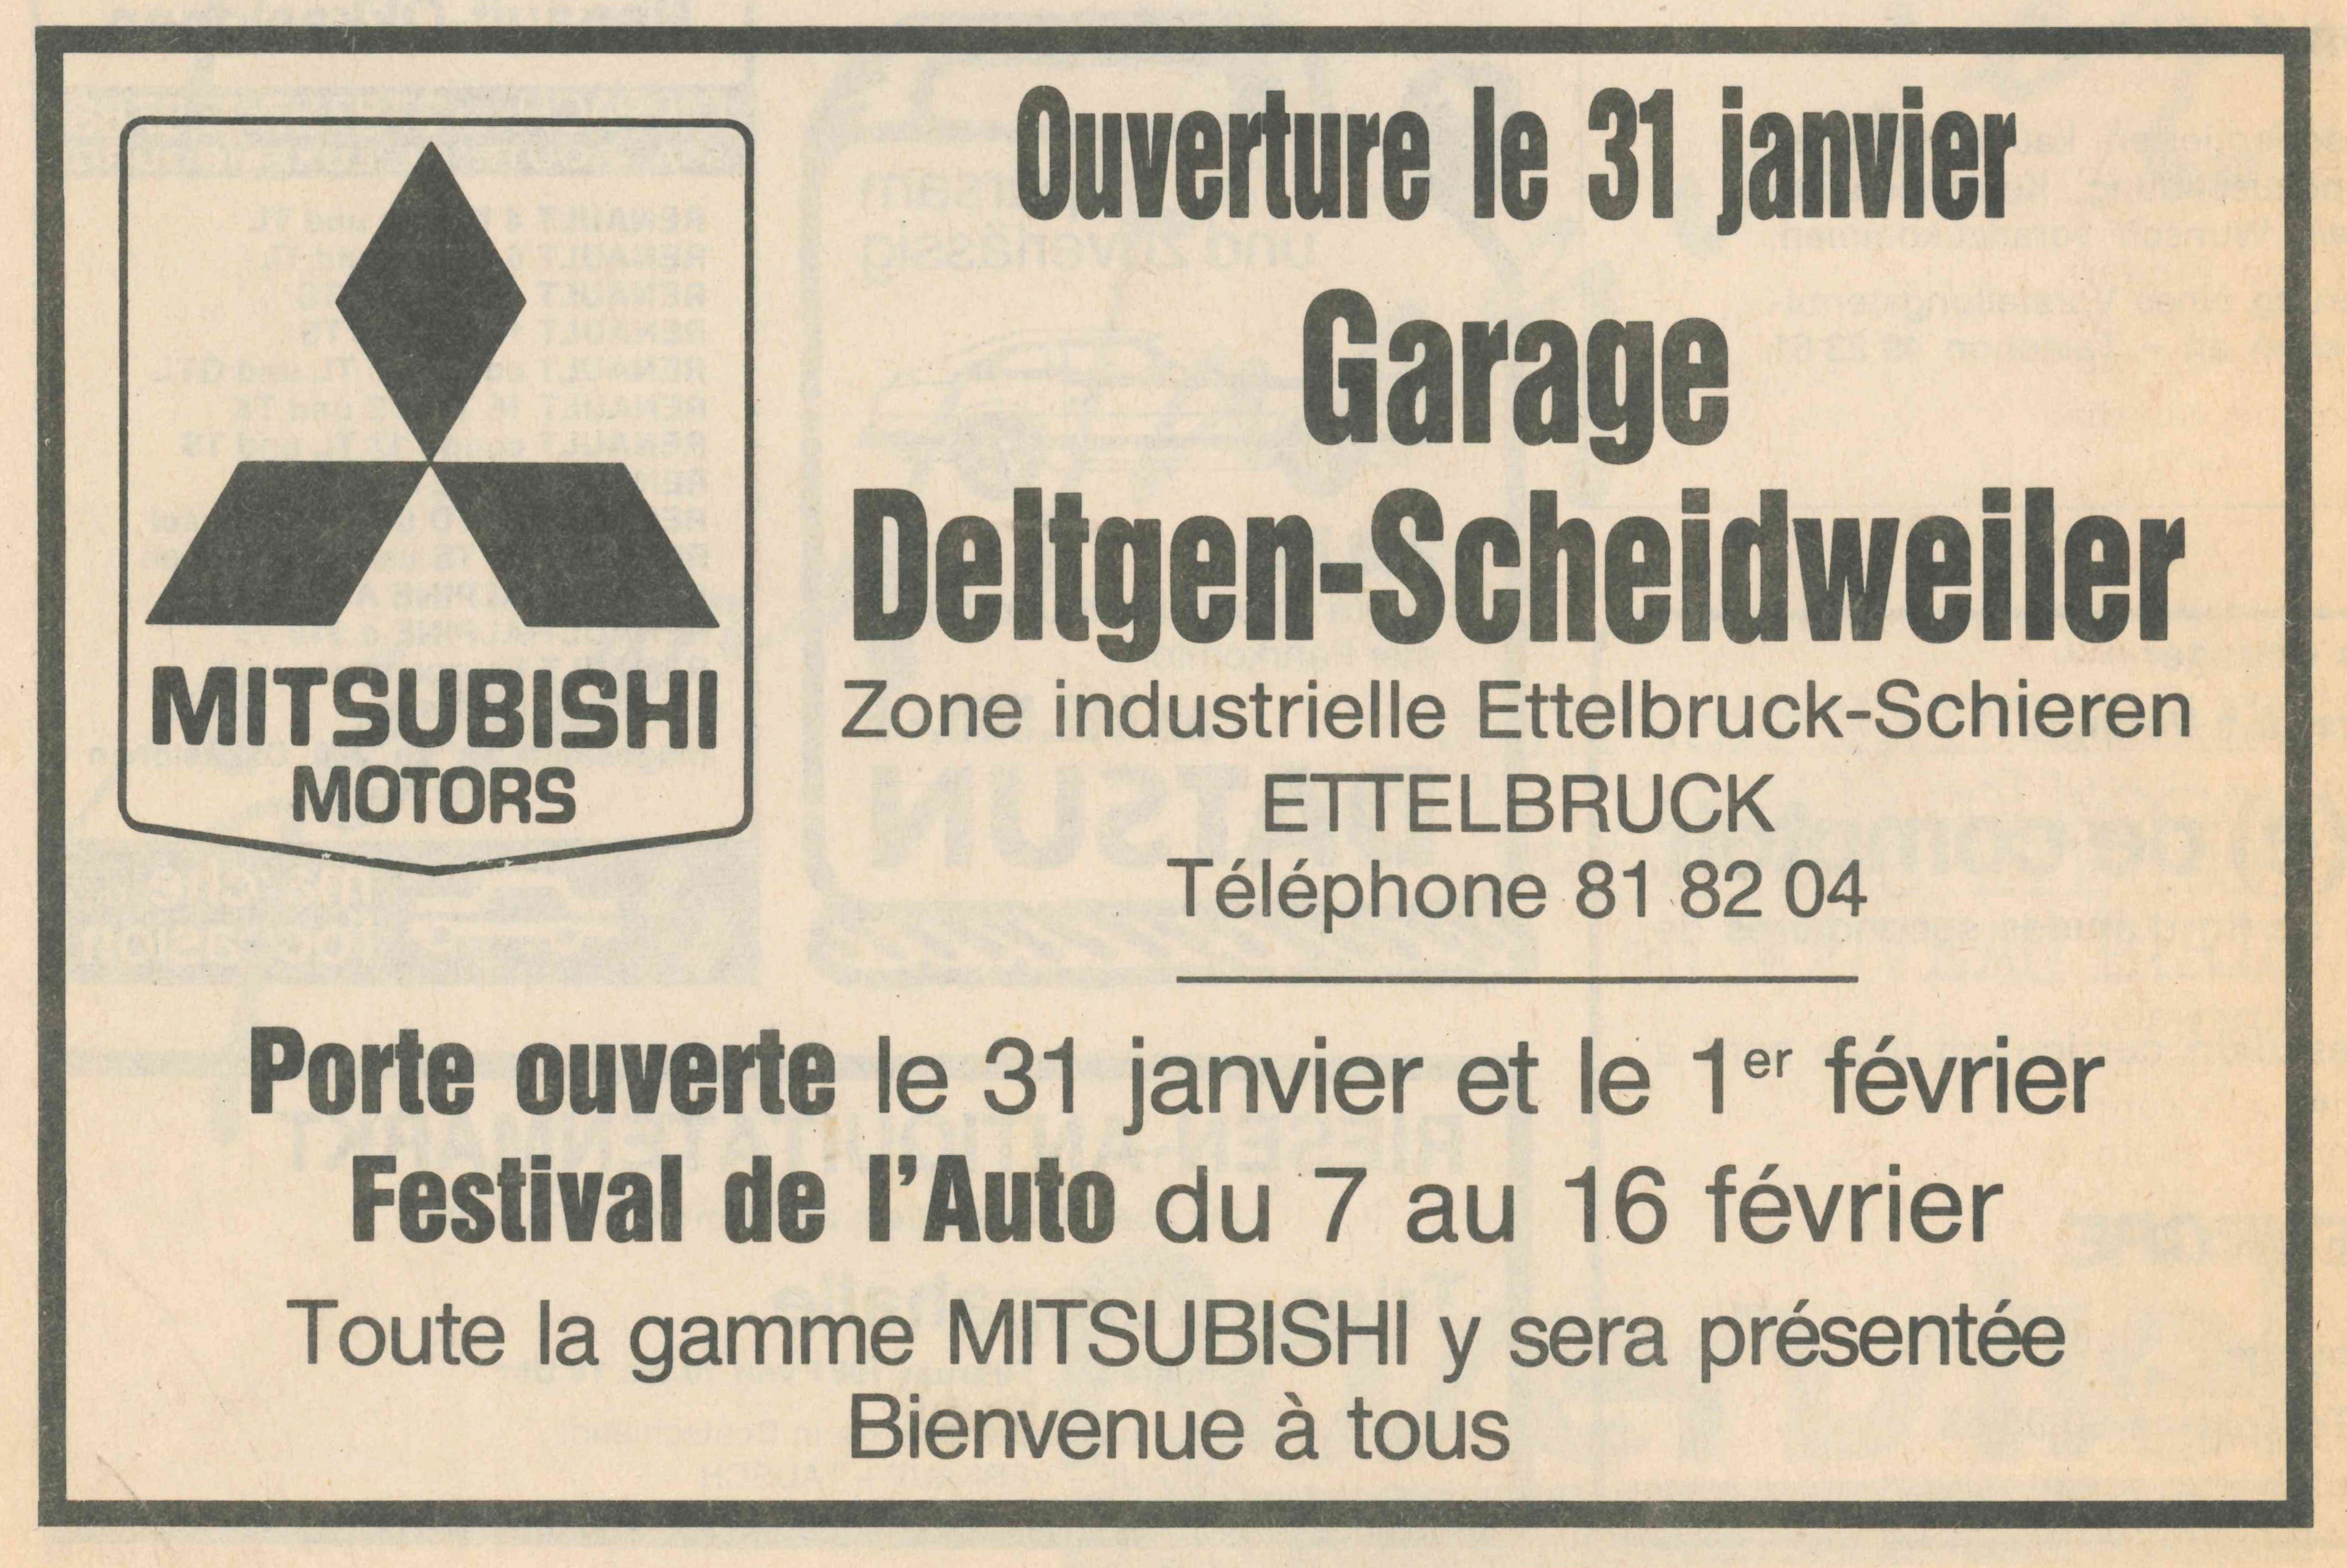 MITSUBISHI
MOTORS
Ouverture le 31 janvier
Garage
Deltgen-Scheidweiler
Zone industrielle Ettelbruck-Schieren
ETTELBRUCK
Téléphone 81 82 04
Porte ouverte le 31 janvier et le 1er février
Festival de l'Auto du 7 au 16 février
Toute la gamme MITSUBISHI y sera présentée
Bienvenue à tous